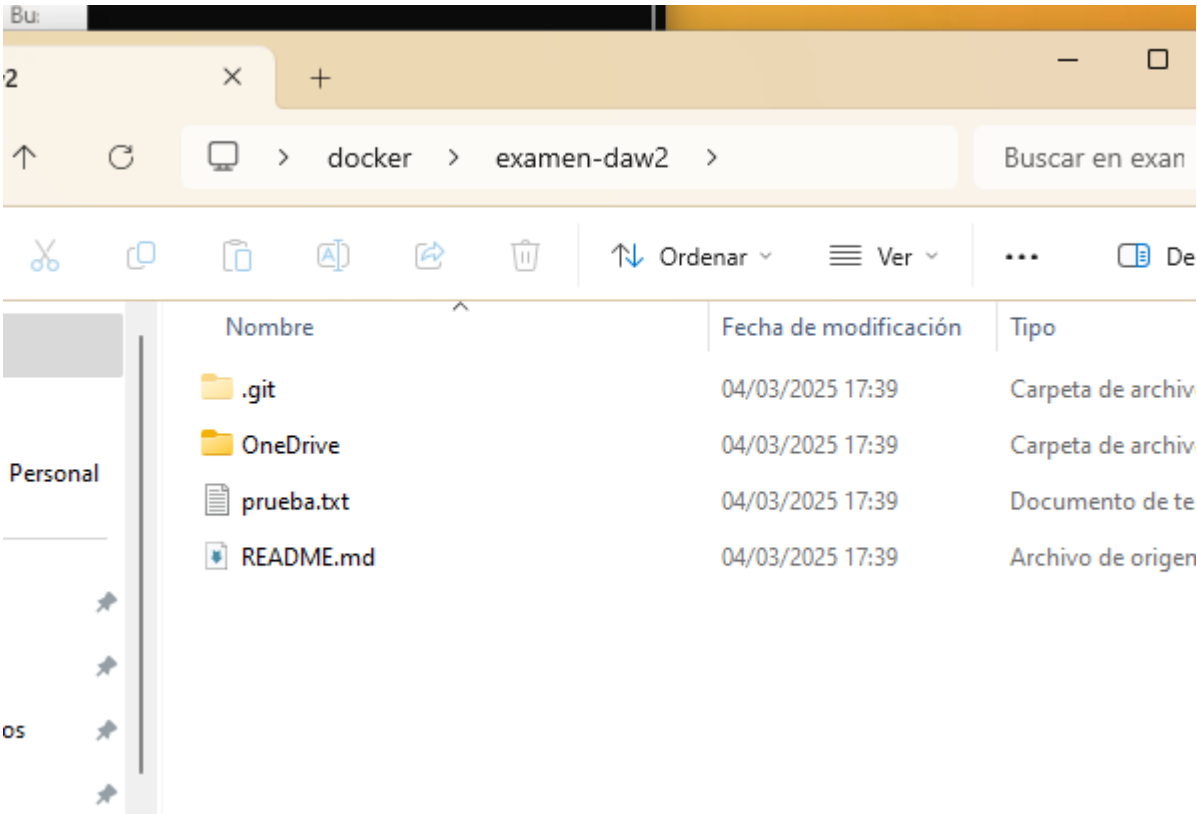 Bu:
2
docker > examen-daw2 >
Buscar en exan
Ordenar
Ver
De
Nombre
Fecha de modificación
Tipo
.git 04/03/2025 17:39 Carpeta de archiv
OneDrive 04/03/2025 17:39 Carpeta de archiv
Personal
prueba.txt 04/03/2025 17:39 Documento de te
README.md 04/03/2025 17:39 Archivo de origen
os